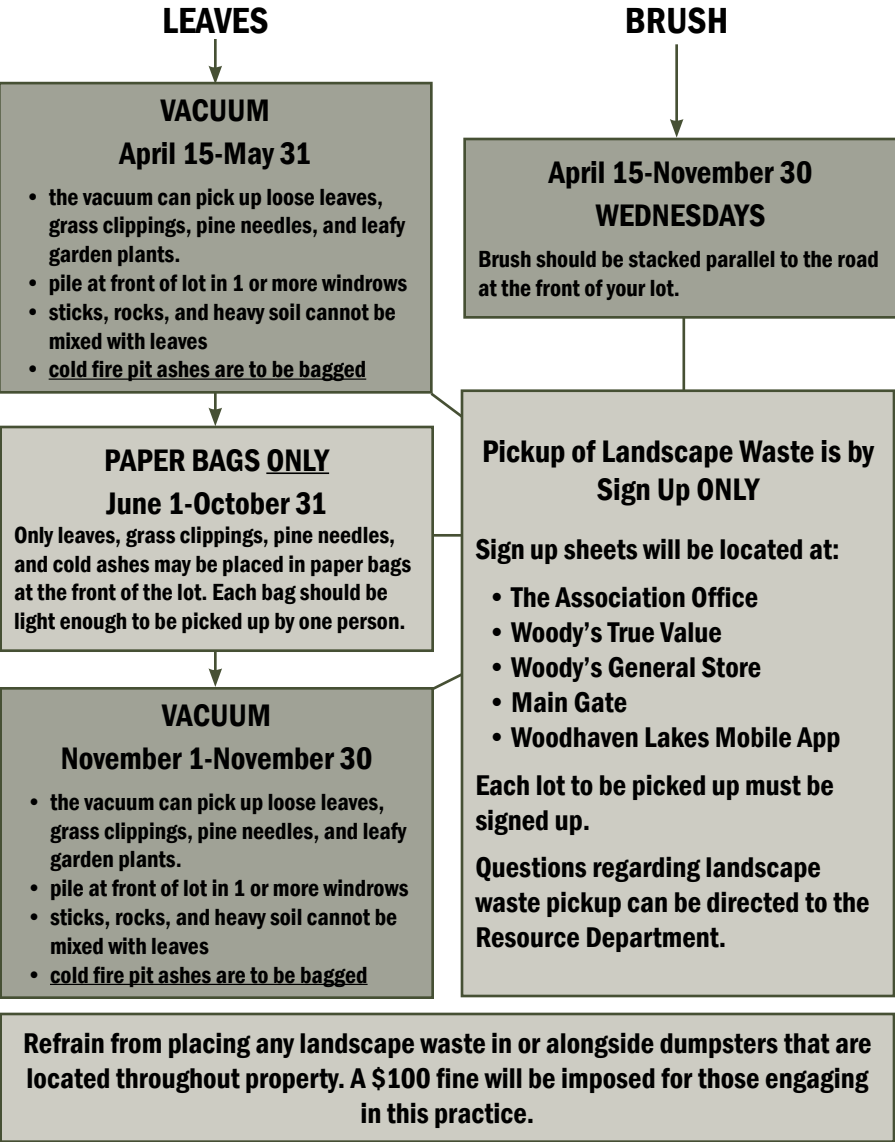 LEAVES
VACUUM
April 15-May 31
• the vacuum can pick up loose leaves,
grass clippings, pine needles, and leafy
garden plants.
• pile at front of lot in 1 or more windrows
• sticks, rocks, and heavy soil cannot be
mixed with leaves
• cold fire pit ashes are to be bagged
PAPER BAGS ONLY
June 1-October 31
Only leaves, grass clippings, pine needles,
and cold ashes may be placed in paper bags
at the front of the lot. Each bag should be
light enough to be picked up by one person.
VACUUM
November 1-November 30
• the vacuum can pick up loose leaves,
grass clippings, pine needles, and leafy
garden plants.
• pile at front of lot in 1 or more windrows
• sticks, rocks, and heavy soil cannot be
mixed with leaves
• cold fire pit ashes are to be bagged
BRUSH
April 15-November 30
WEDNESDAYS
Brush should be stacked parallel to the road
at the front of your lot.
Pickup of Landscape Waste is by
Sign Up ONLY
Sign up sheets will be located at:
• The Association Office
• Woody's True Value
• Woody's General Store
• Main Gate
• Woodhaven Lakes Mobile App
Each lot to be picked up must be
signed up.
Questions regarding landscape
waste pickup can be directed to the
Resource Department.
Refrain from placing any landscape waste in or alongside dumpsters that are
located throughout property. A $100 fine will be imposed for those engaging
in this practice.